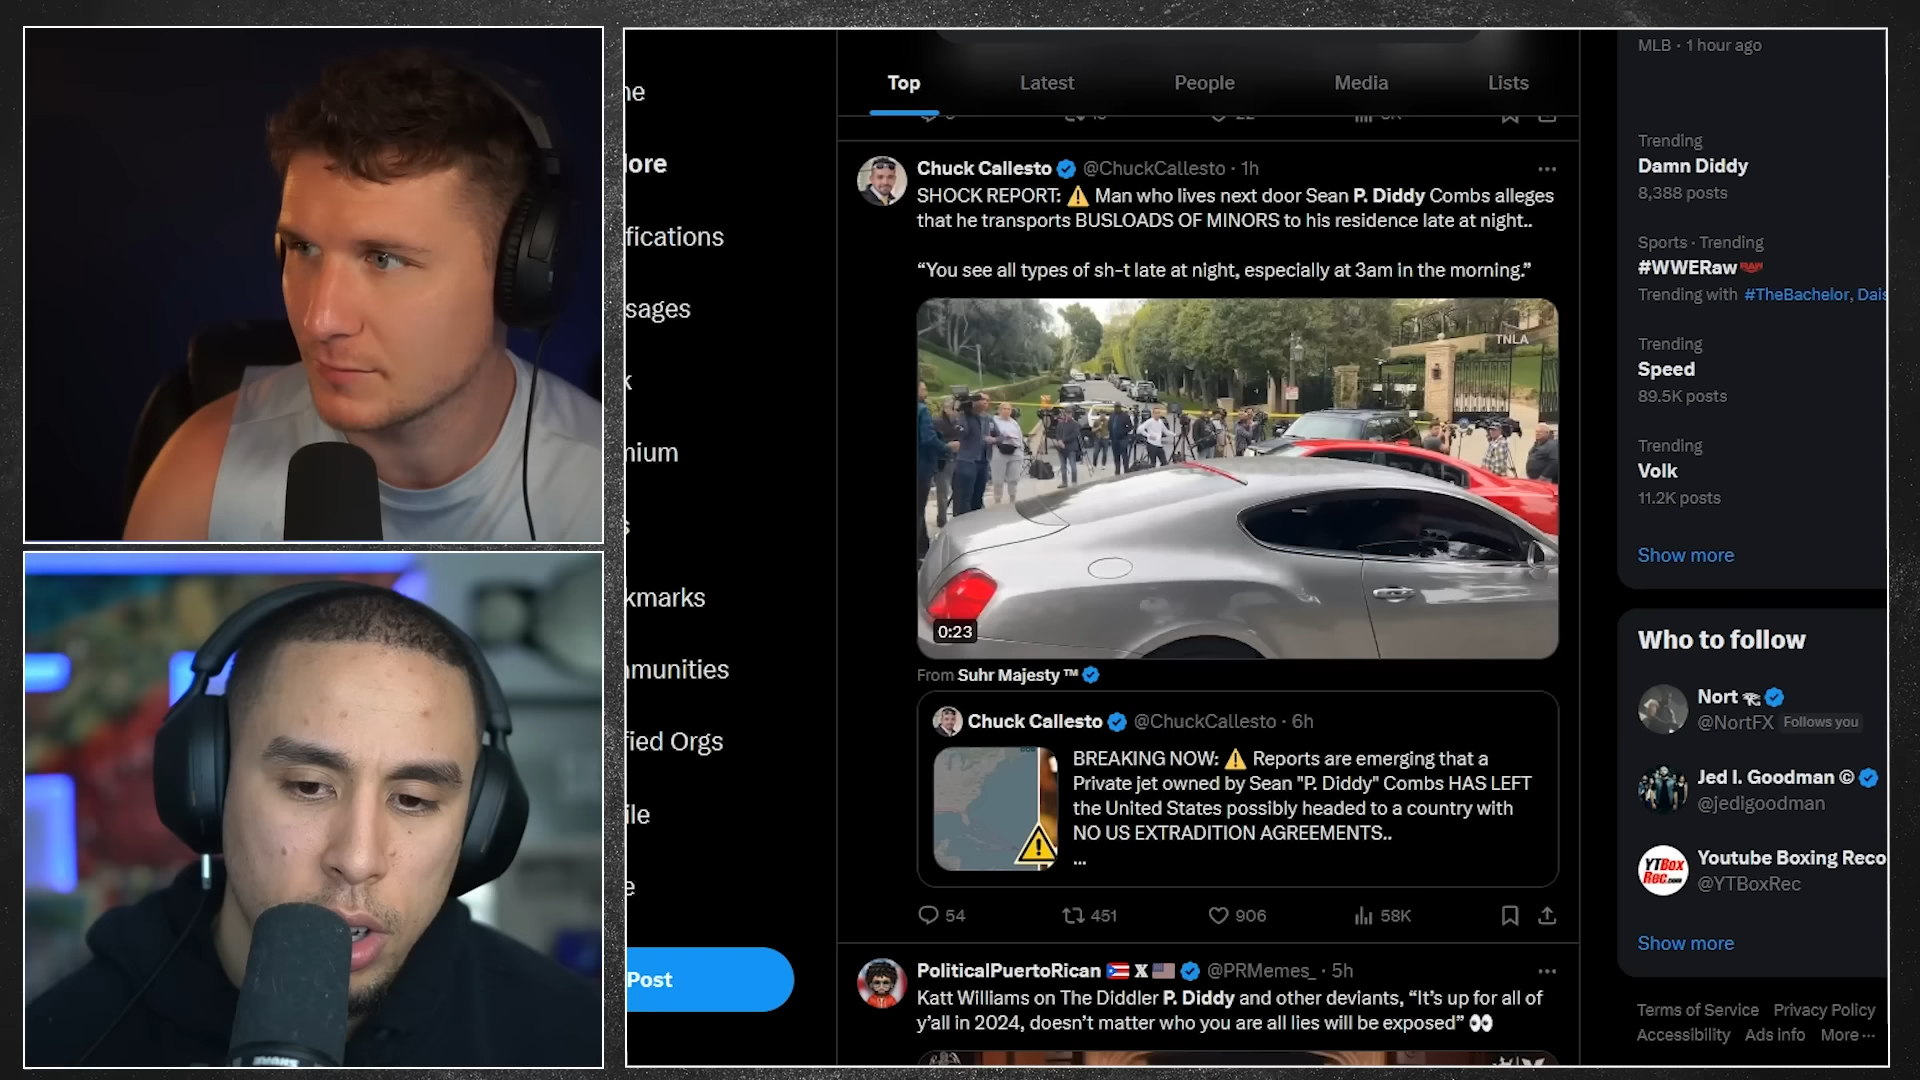 ne
lore
fications
sages
k
nium
s
kmarks
munities
fied Orgs
ile
e
Post
Top
Latest
People
Media
Lists
Chuck Callesto @ChuckCallesto · 1h
SHOCK REPORT: ⚠️ Man who lives next door Sean P. Diddy Combs alleges
that he transports BUSLOADS OF MINORS to his residence late at night..
“You see all types of sh-t late at night, especially at 3am in the morning.”
TNLA
0:23
From Suhr Majesty ™
Chuck Callesto @ChuckCallesto · 6h
BREAKING NOW: ⚠️ Reports are emerging that a
Private jet owned by Sean "P. Diddy" Combs HAS LEFT
the United States possibly headed to a country with
NO US EXTRADITION AGREEMENTS..
...
54 451 906 58K
PoliticalPuertoRican 🇵🇷 X 🇺🇸 @PRMemes_ · 5h
Katt Williams on The Diddler P. Diddy and other deviants, “It’s up for all of
y’all in 2024, doesn’t matter who you are all lies will be exposed” 👀
MLB · 1 hour ago
Trending
Damn Diddy
8,388 posts
Sports · Trending
#WWERaw
Trending with #TheBachelor, Dais
Trending
Speed
89.5K posts
Trending
Volk
11.2K posts
Show more
Who to follow
Nort
@NortFX Follows you
Jed I. Goodman ©
@jedigoodman
YTBox
Rec.com
Youtube Boxing Reco
@YTBoxRec
Show more
Terms of Service Privacy Policy
Accessibility Ads info More ...